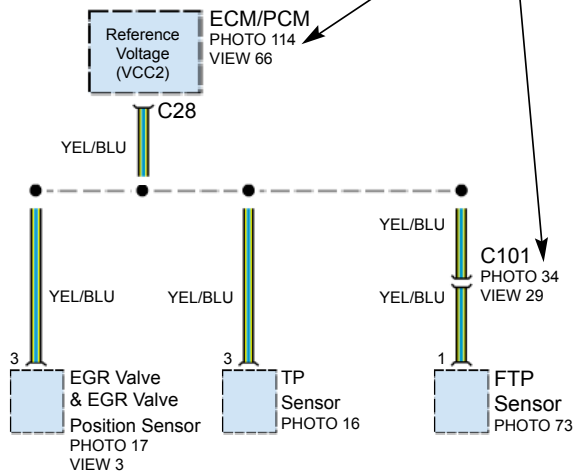 Reference
Voltage
(VCC2)
ECM/PCM
PHOTO 114
VIEW 66
C28
YEL/BLU
YEL/BLU
YEL/BLU
YEL/BLU
C101
PHOTO 34
VIEW 29
YEL/BLU
3
EGR Valve
& EGR Valve
Position Sensor
PHOTO 17
VIEW 3
3
TP
Sensor
PHOTO 16
1
FTP
Sensor
PHOTO 73